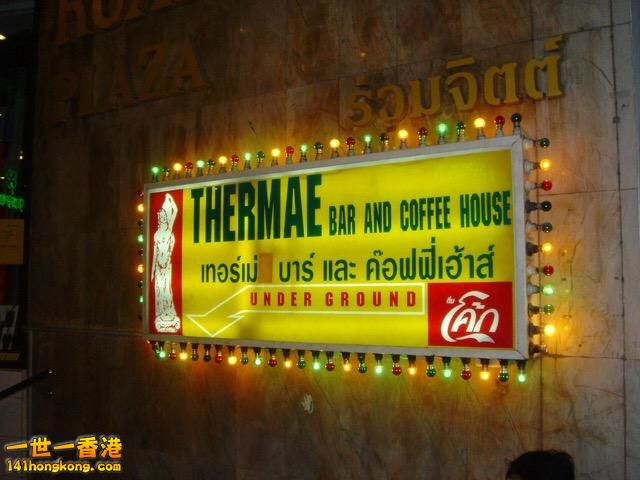 PLAZA
ร่วมจิตต์
THERMAE BAR AND COFFEE HOUSE
เทอร์เม่ บาร์ และ ค๊อฟฟี่เฮ้าส์
UNDER GROUND
ดื่ม
โค้ก
一世一香港
141hongkong.com